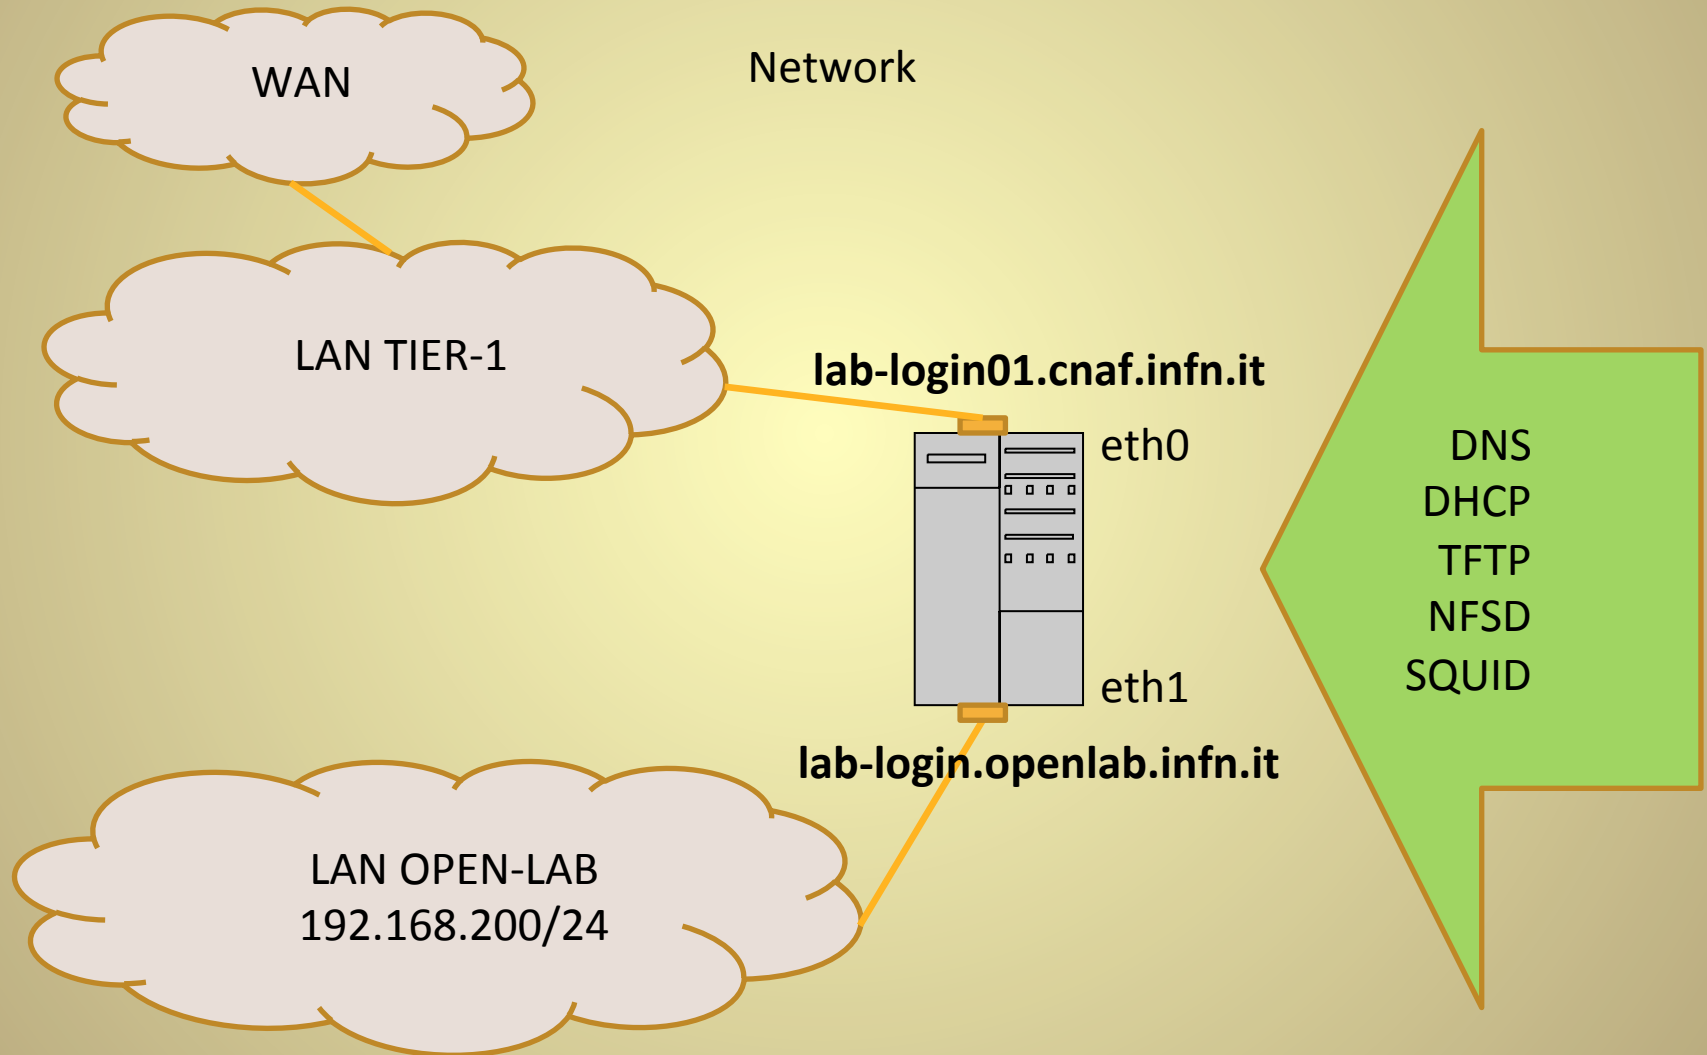 Network
WAN
LAN TIER-1
lab-login01.cnaf.infn.it
eth0
eth1
lab-login.openlab.infn.it
LAN OPEN-LAB
192.168.200/24
DNS
DHCP
TFTP
NFSD
SQUID